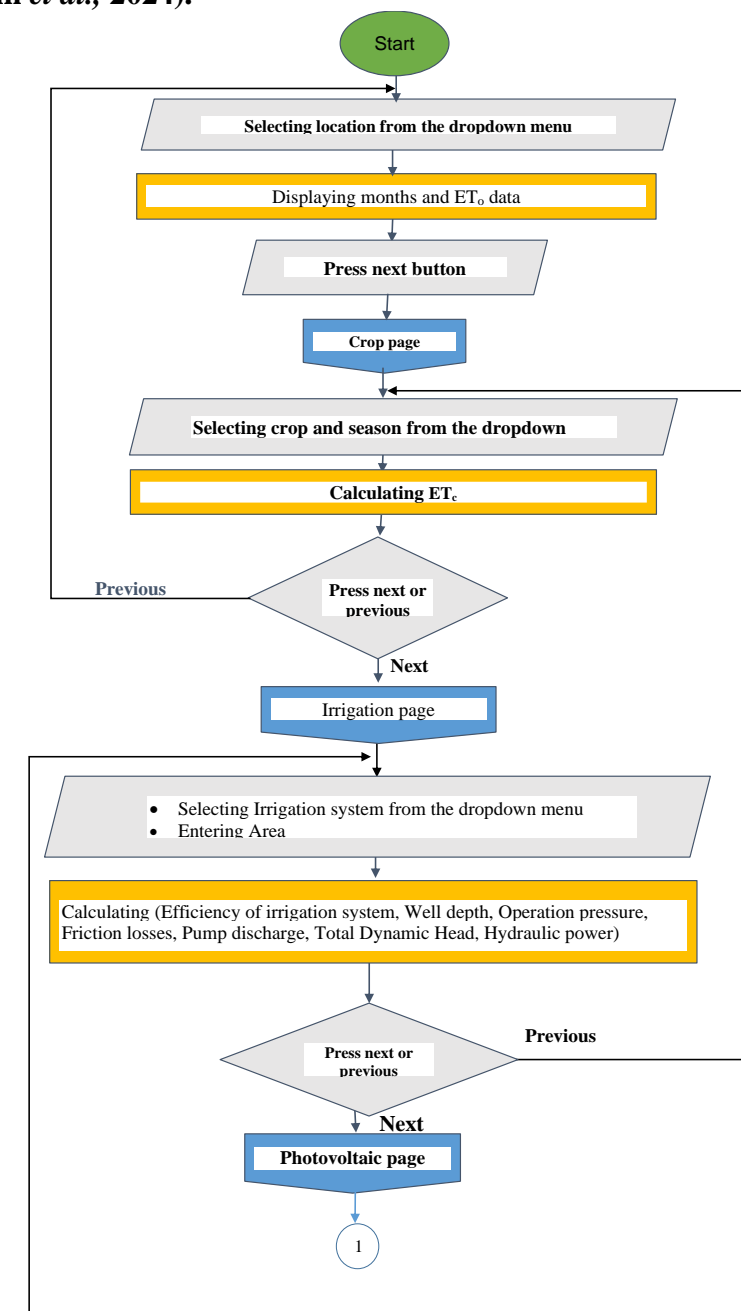 et al., 2024).
Start
Selecting location from the dropdown menu
Displaying months and ETo data
Press next button
Crop page
Selecting crop and season from the dropdown
Calculating ETc
Previous
Press next or
previous
Next
Irrigation page
• Selecting Irrigation system from the dropdown menu
• Entering Area
Calculating (Efficiency of irrigation system, Well depth, Operation pressure,
Friction losses, Pump discharge, Total Dynamic Head, Hydraulic power)
Previous
Press next or
previous
Next
Photovoltaic page
1